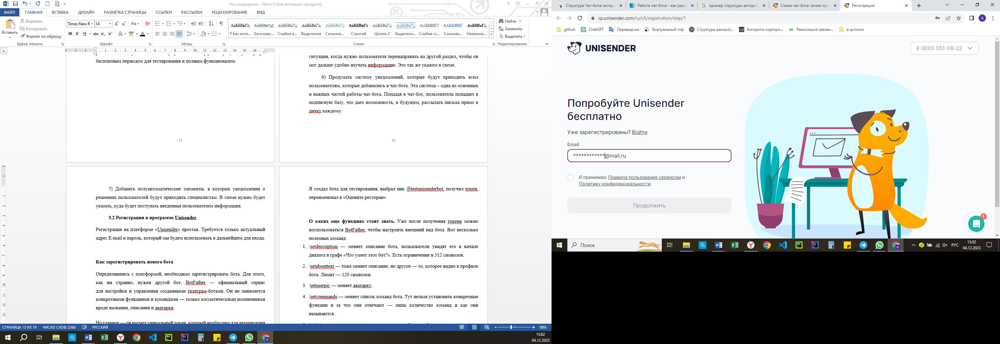 На утверждение - Word (Сбой активации продукта)
ФАЙЛ ГЛАВНАЯ ВСТАВКА ДИЗАЙН РАЗМЕТКА СТРАНИЦЫ ССЫЛКИ РАССЫЛКИ РЕЦЕНЗИРОВАНИЕ ВИД
Вставить
Вырезать
Копировать
Формат по образцу
Буфер обмена
Times New R 14
Ж К Ч abc x₂ x²
Шрифт
Абзац
АаБбВвГг, АаБбВвГгД АаБбВвГг, АаБбВвГг, АаБбВвГг, АаБбВвГг АаБбВвГг, АаБбВвГг, ААББВВГГ ААББВВГ АаБбВвГг,
¶ Без инте... Заголово... Слабое в... Выделение Сильное... Строгий Цитата 2 Выделенн... Слабая сс... Сильная... Название...
Стили
Найти
Заменить
Выделить
Редактирование
бесплатным периодом для тестирования и полным функционалом.
11
ситуация, когда нужно пользователя перенаправить на другой раздел, чтобы он
мог дальше удобно изучать информацию. Это так же укажем в схеме.
6) Продумать систему уведомлений, которые будут приходить всем
пользователям, которые добавились в чат-бота. Эта система – одна из основных
и важных частей работы чат-бота. Попадая в чат-бот, пользователь попадает в
подписную базу, что дает возможность, в будущем, рассылать письма прямо в
личку каждому.
12
7) Добавить полуавтоматические элементы, в которых уведомления о
решениях пользователей будут приходить специалистам. В схеме нужно будет
указать, куда будет поступать введенная пользователем информация.
3.2 Регистрация в программе Unisender
Регистрация на платформе «Unisender» простая. Требуется только актуальный
адрес E-mail и пароль, который мы будем использовать в дальнейшем для входа.
Как зарегистрировать нового бота
Определившись с платформой, необходимо зарегистрировать бота. Для этого,
как ни странно, нужен другой бот. BotFather — официальный сервис
для настройки и управления созданными телеграм-ботами. Он не занимается
конкретными функциями и командами — только косметическими изменениями
вроде названия, описания и аватарки.
Но главное — он выдает уникальный токен, который необходим для авторизации
Я создал бота для тестирования, выбрал ник @testunisenderbot, получил токен,
переименовал в «Оцените ресторан»
О каких еще функциях стоит знать. Уже после получения токена можно
воспользоваться BotFather, чтобы настроить внешний вид бота. Вот несколько
полезных команд:
1. /setdescription — меняет описание бота, пользователи увидят его в начале
диалога в графе «Что умеет этот бот?». Есть ограничение в 512 символов.
2. /setabouttext — тоже меняет описание, но другое — то, которое видно в профиле
бота. Лимит — 120 символов.
3. /setuserpic — меняет аватарку.
4. /setcommands — меняет список команд бота. Тут нельзя установить конкретные
функции и за что они отвечают — лишь количество команд и как они
называются.
СТРАНИЦА 13 ИЗ 19 ЧИСЛО СЛОВ: 2360 РУССКИЙ 80%
15:02
04.12.2023
Структура Чат-бота: алгори Работа чат-бота - как разра пример структуры алгорит Схема чат-бота: зачем нуж Регистрация
cp.unisender.com/ru/v5/registration/step/1
github ChatGPT Переводчик Виртуальный тлф Структура данных(... Алгоритм сортиро... Реализация связан... в диплом
UNISENDER
8 (800) 551-68-22
Попробуйте Unisender
бесплатно
Уже зарегистрированы? Войти
Email
************@mail.ru
Я принимаю Правила пользования сервисом и
Политику конфиденциальности.
Продолжить
1
Поиск
РУС
15:02
04.12.2023